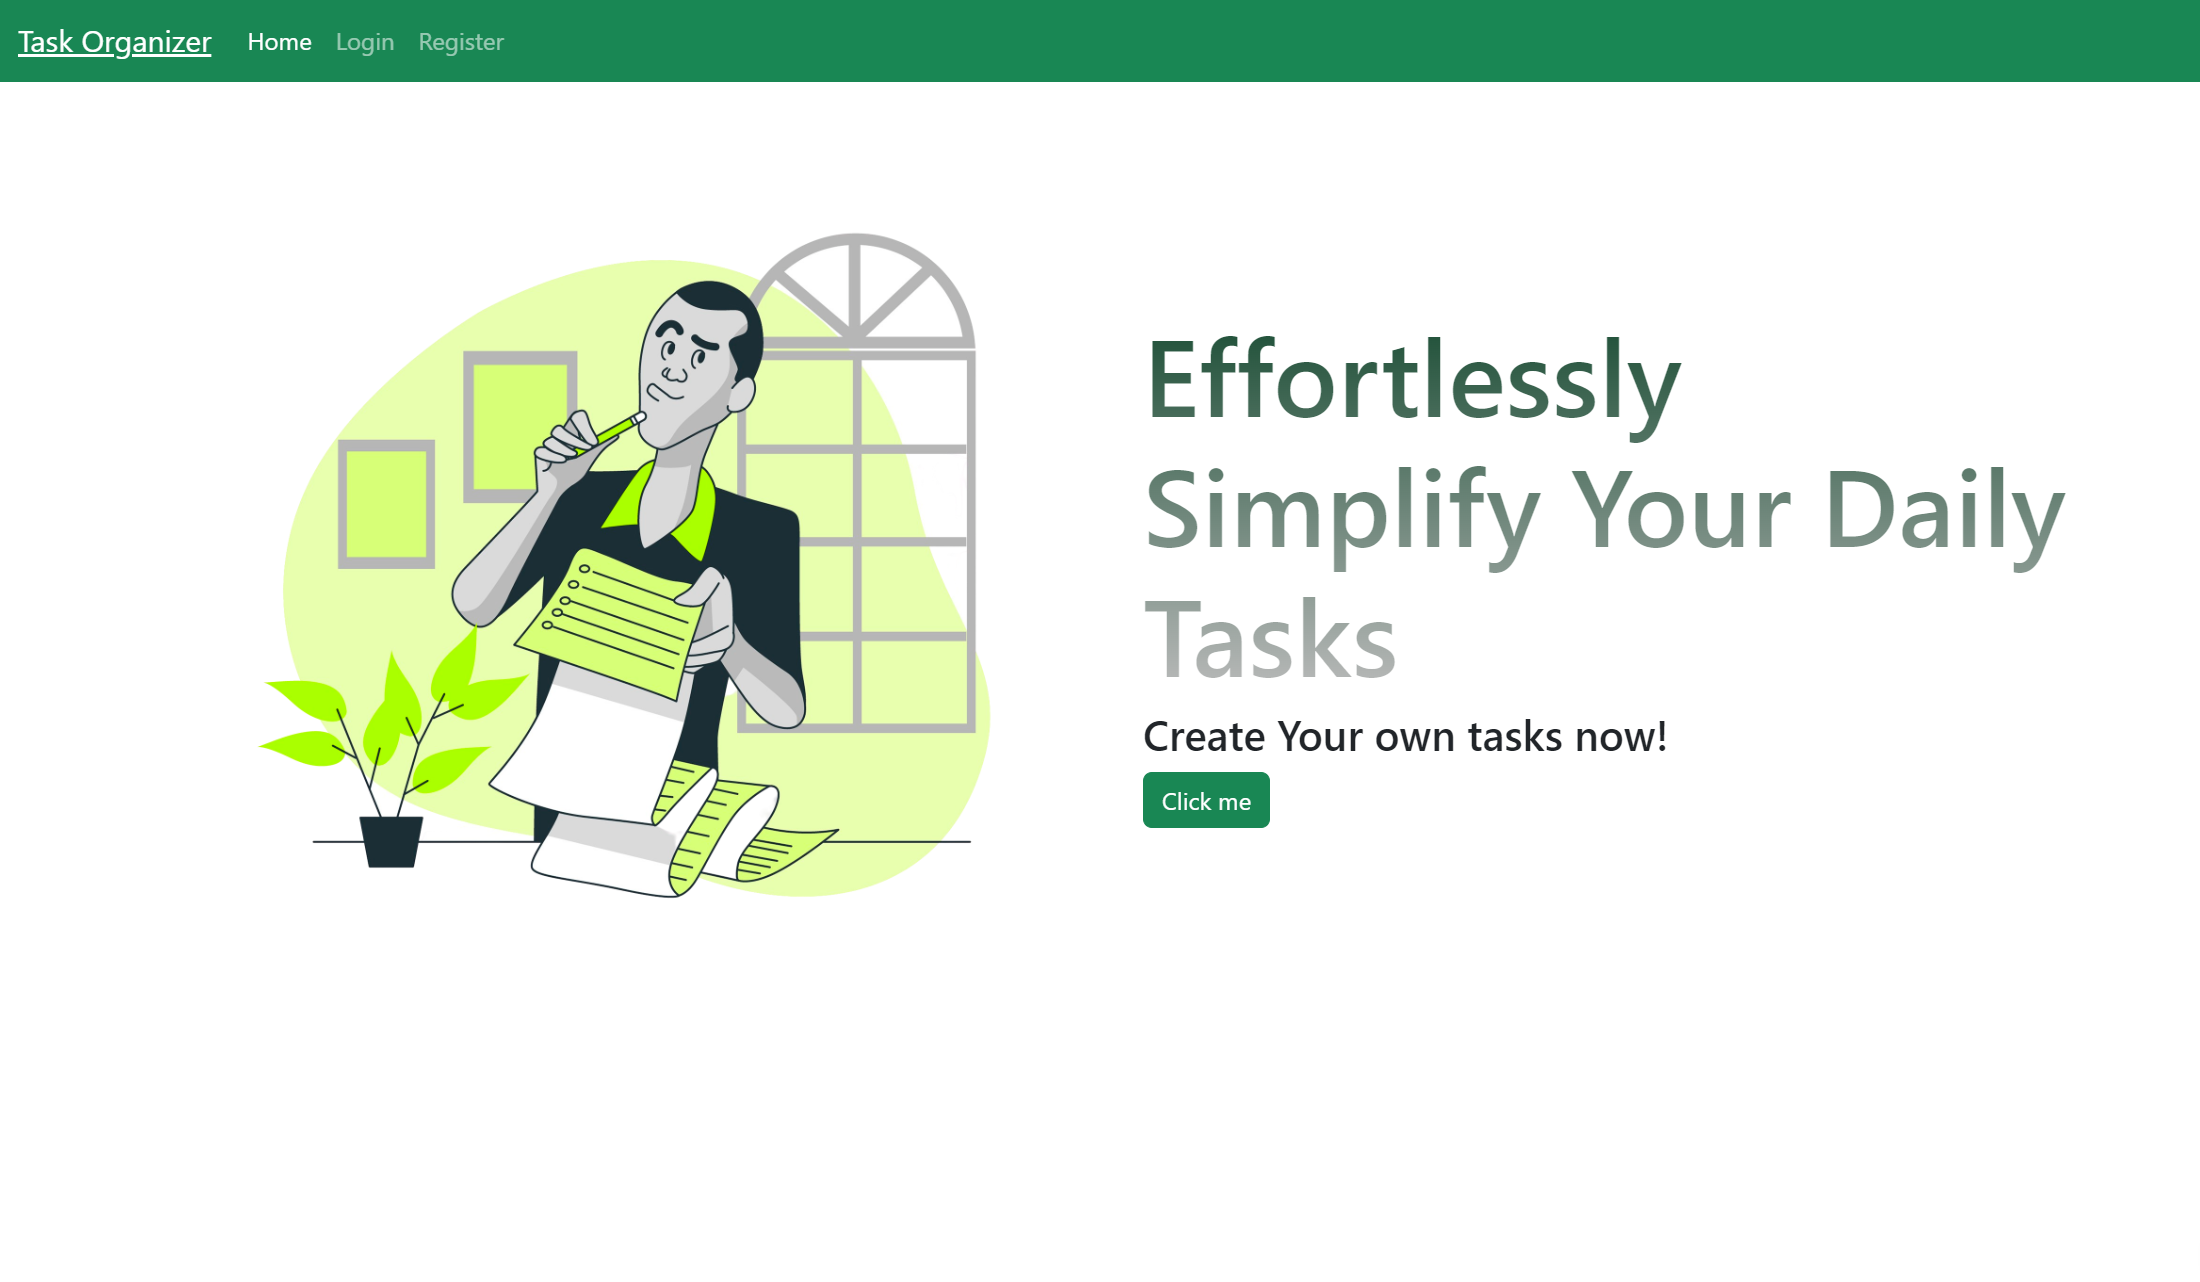 Task Organizer Home Login Register
Effortlessly
Simplify Your Daily
Tasks
Create Your own tasks now!
Click me